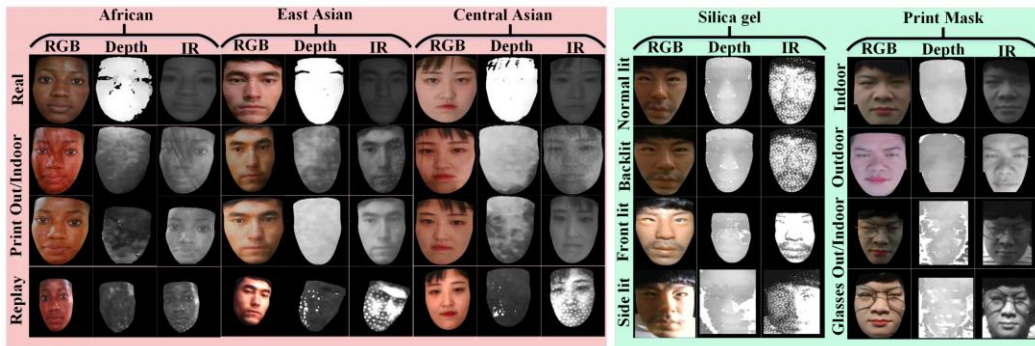 African East Asian Central Asian
RGB Depth IR RGB Depth IR RGB Depth IR
Real
Print Out/Indoor
Replay
Silica gel Print Mask
RGB Depth IR RGB Depth IR
Normal lit
Backlit
Front lit
Side lit
Indoor
Outdoor
Out/Indoor
Glasses